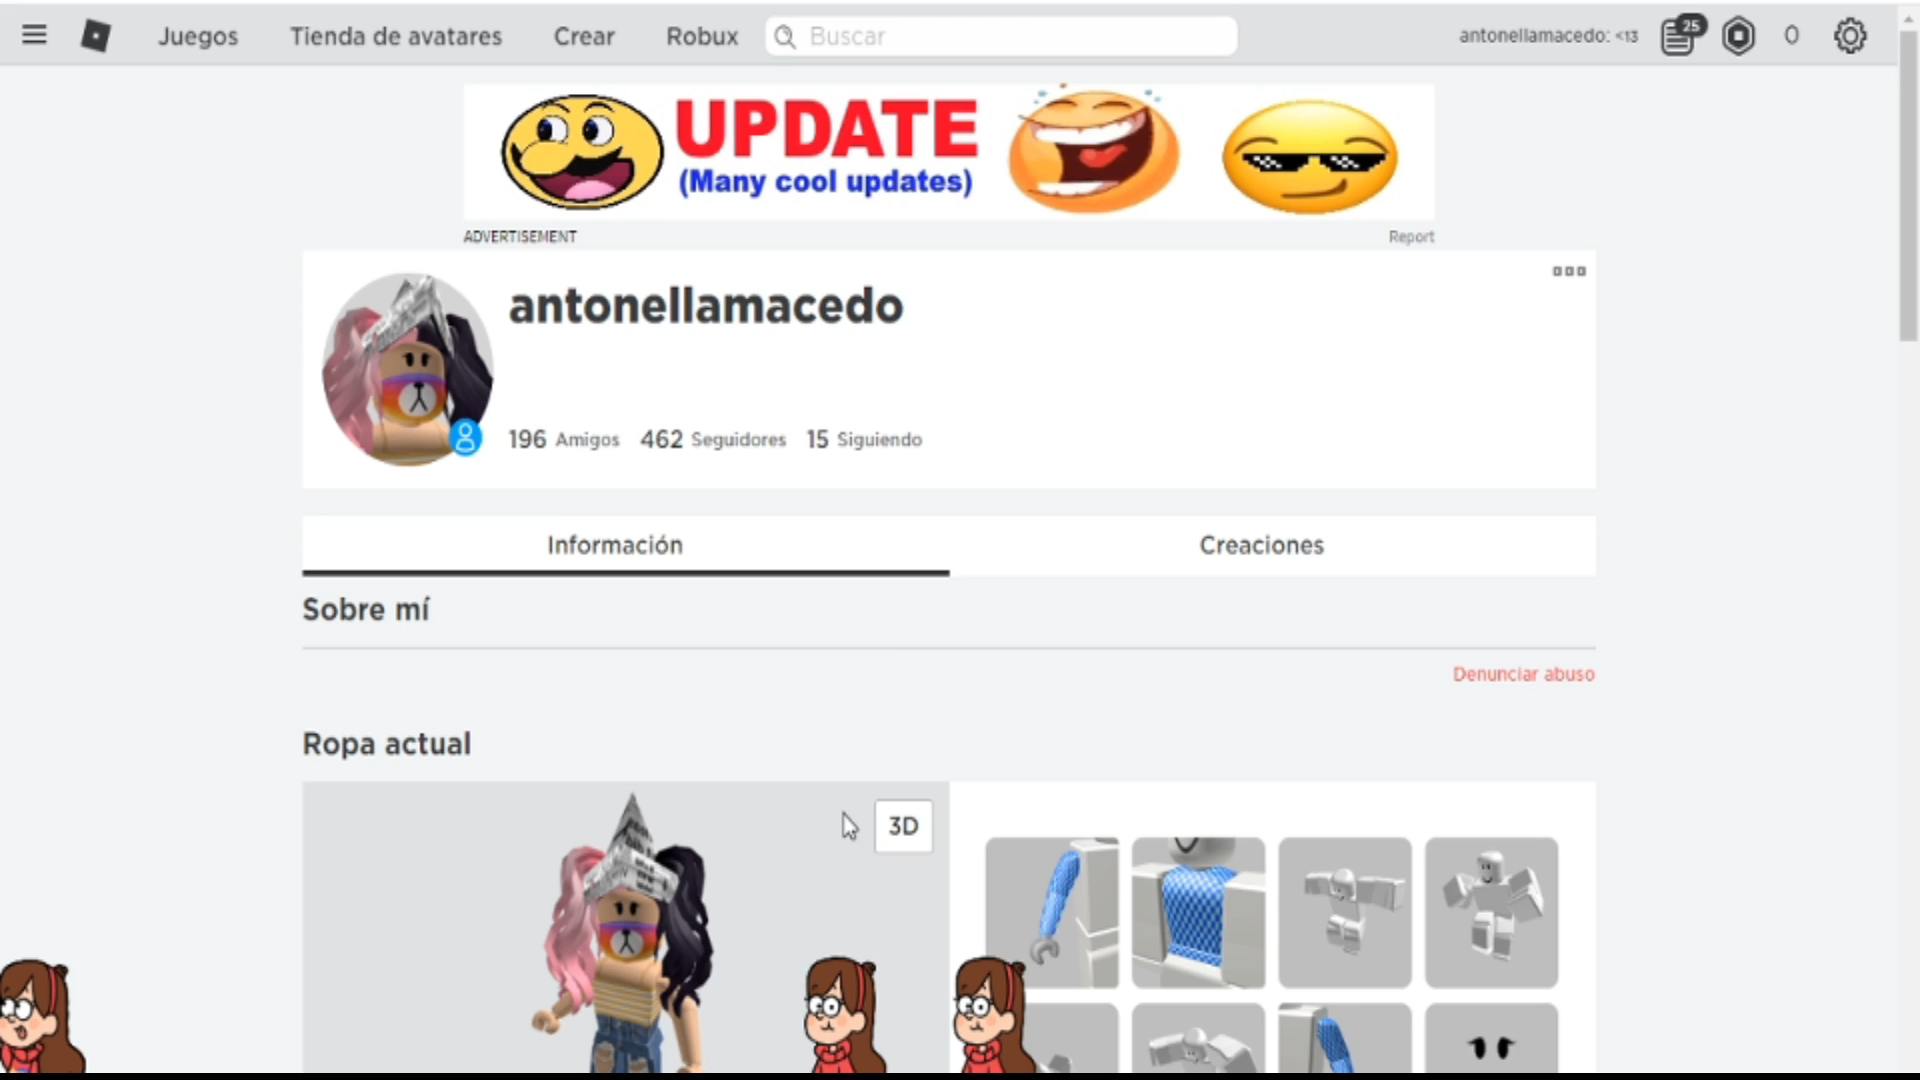 Juegos
Tienda de avatares
Crear
Robux
Buscar
antonellamacedo: <13
25
0
UPDATE
(Many cool updates)
ADVERTISEMENT
Report
antonellamacedo
196 Amigos
462 Seguidores
15 Siguiendo
Información
Creaciones
Sobre mí
Denunciar abuso
Ropa actual
3D